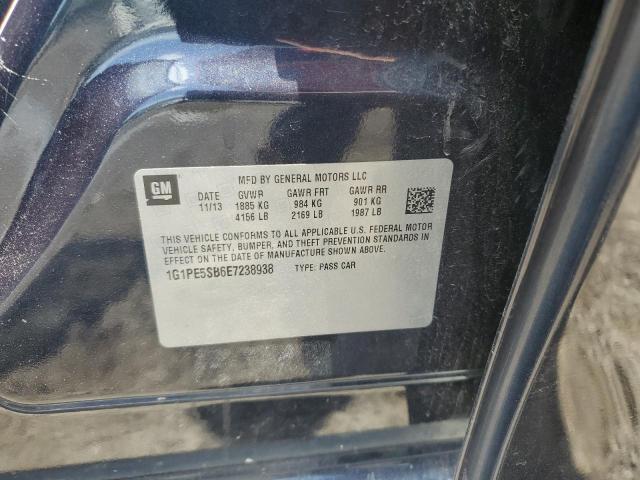 GM
MFD BY GENERAL MOTORS LLC
DATE GVWR GAWR FRT GAWR RR
11/13 1885 KG 984 KG 901 KG
4156 LB 2169 LB 1987 LB
THIS VEHICLE CONFORMS TO ALL APPLICABLE U.S. FEDERAL MOTOR
VEHICLE SAFETY, BUMPER, AND THEFT PREVENTION STANDARDS IN
EFFECT ON THE DATE OF MANUFACTURE SHOWN ABOVE.
1G1PE5SB6E7238938 TYPE: PASS CAR